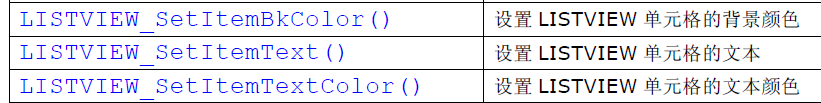 LISTVIEW_SetItemBkColor() 设置 LISTVIEW 单元格的背景颜色
LISTVIEW_SetItemText() 设置 LISTVIEW 单元格的文本
LISTVIEW_SetItemTextColor() 设置 LISTVIEW 单元格的文本颜色